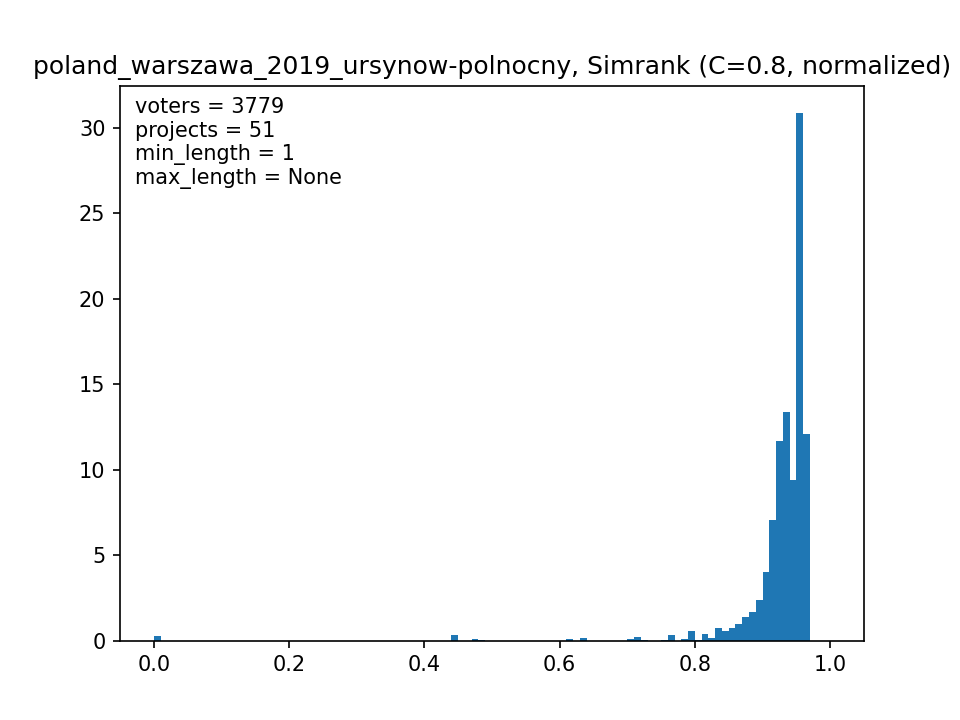 poland_warszawa_2019_ursynow-polnocny, Simrank (C=0.8, normalized)
voters = 3779
projects = 51
min_length = 1
max_length = None
30
25
20
15
10
5
0
0.0 0.2 0.4 0.6 0.8 1.0